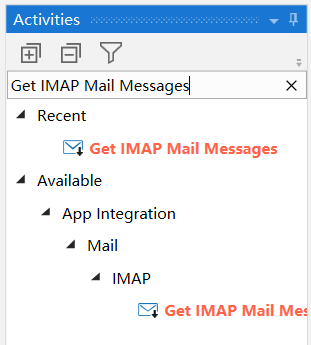 Activities
Get IMAP Mail Messages
Recent
Get IMAP Mail Messages
Available
App Integration
Mail
IMAP
Get IMAP Mail Mes